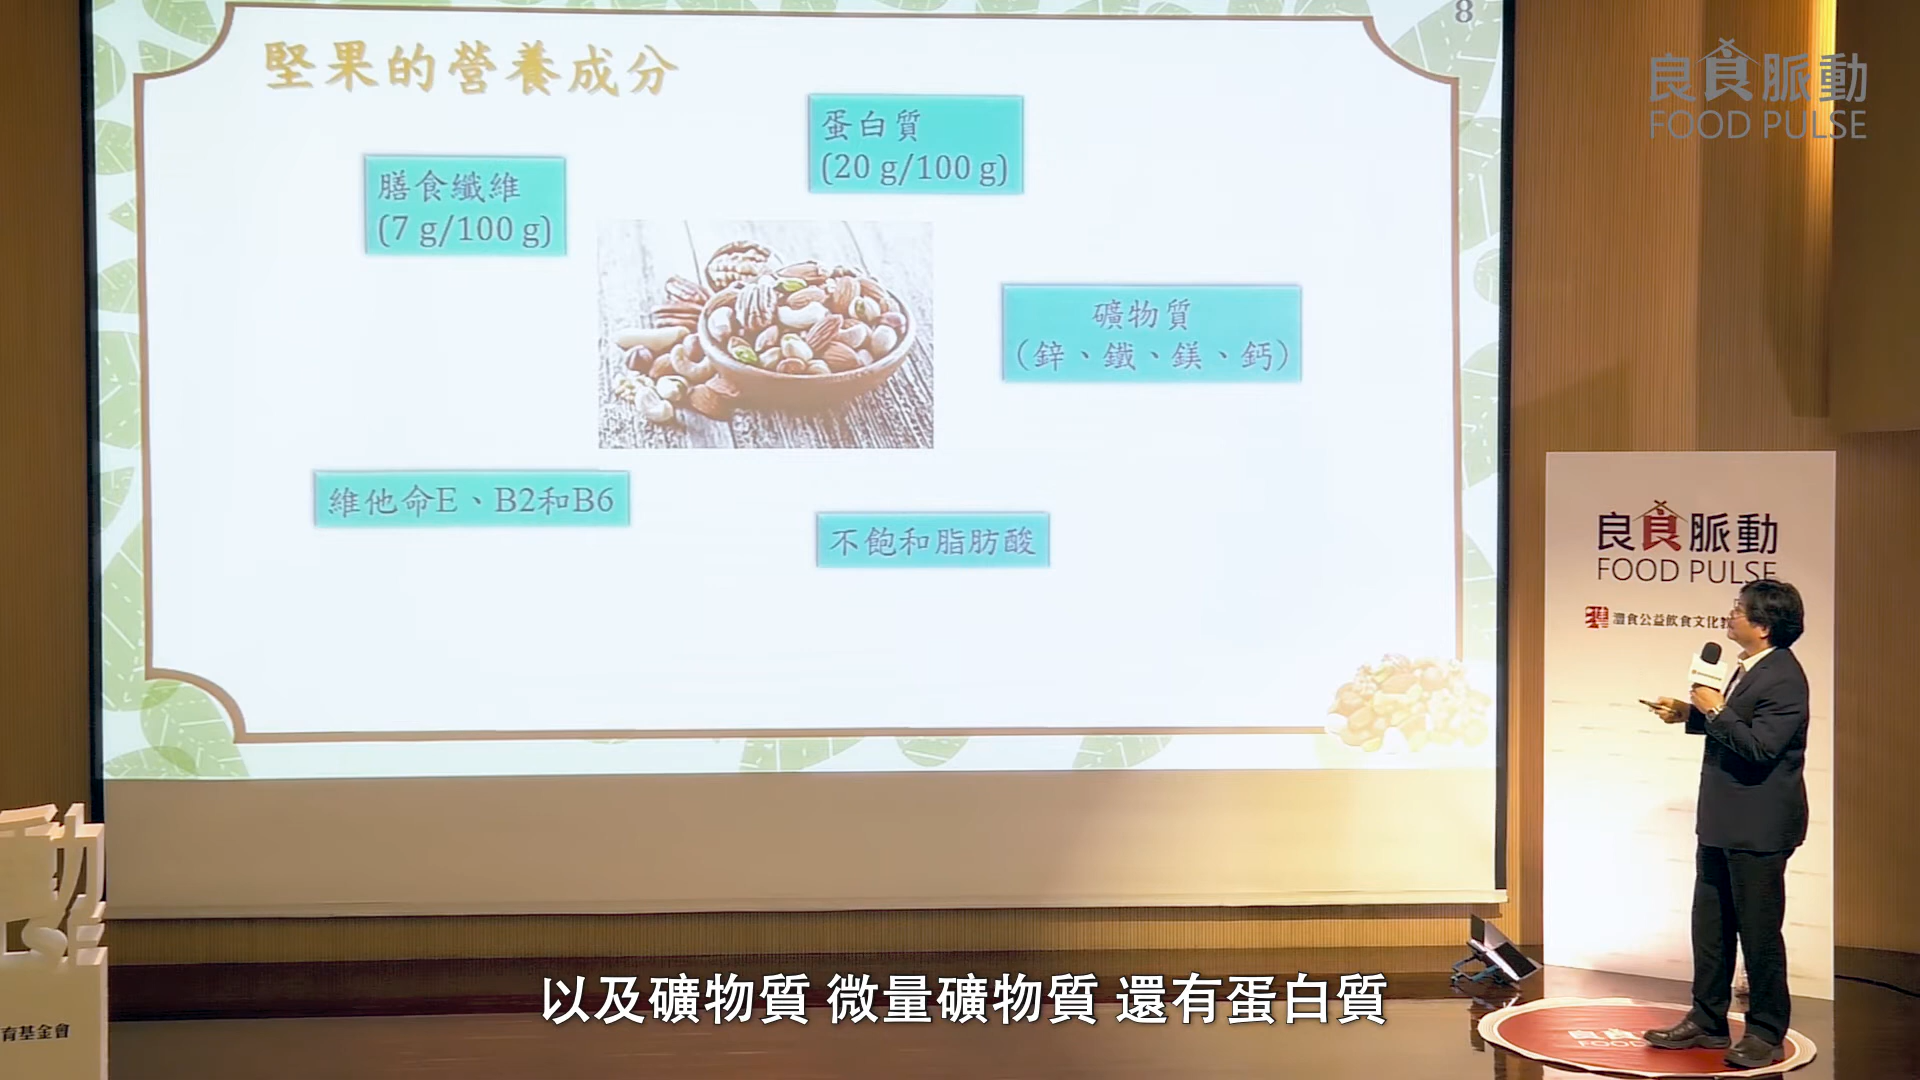 8
堅果的營養成分
良食脈動
FOOD PULSE
蛋白質
(20 g/100 g)
膳食纖維
(7 g/100 g)
礦物質
（鋅、鐵、鎂、鈣）
維他命E、B2和B6
不飽和脂肪酸
良食脈動
FOOD PULSE
灃食公益飲食文化教
育基金會
以及礦物質 微量礦物質 還有蛋白質
良食
FOOD